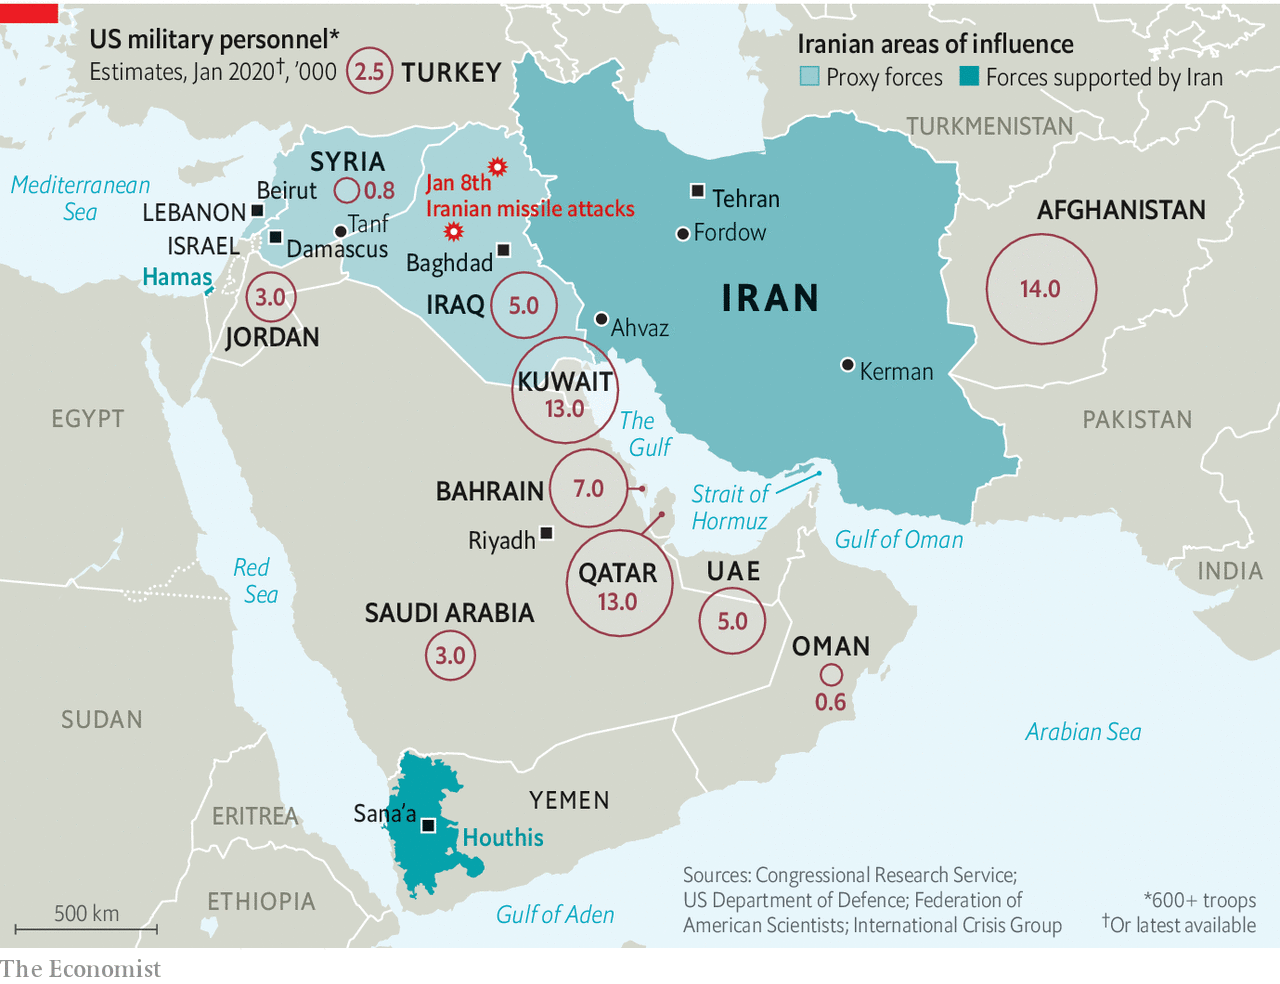 US military personnel*
Estimates, Jan 2020†, ’000
2.5 TURKEY
Iranian areas of influence
Proxy forces
Forces supported by Iran
TURKMENISTAN
SYRIA
Beirut
0.8
Jan 8th
Iranian missile attacks
Mediterranean
Sea
LEBANON
Tanf
ISRAEL
Damascus
Hamas
Baghdad
3.0
JORDAN
IRAQ
5.0
Tehran
Fordow
IRAN
Ahvaz
Kerman
AFGHANISTAN
14.0
KUWAIT
13.0
EGYPT
The
Gulf
PAKISTAN
BAHRAIN
7.0
Strait of
Hormuz
Riyadh
Gulf of Oman
QATAR
13.0
UAE
5.0
INDIA
Red
Sea
SAUDI ARABIA
3.0
OMAN
0.6
SUDAN
Arabian Sea
YEMEN
Sana’a
Houthis
ERITREA
ETHIOPIA
Gulf of Aden
500 km
Sources: Congressional Research Service;
US Department of Defence; Federation of
American Scientists; International Crisis Group
*600+ troops
†Or latest available
The Economist